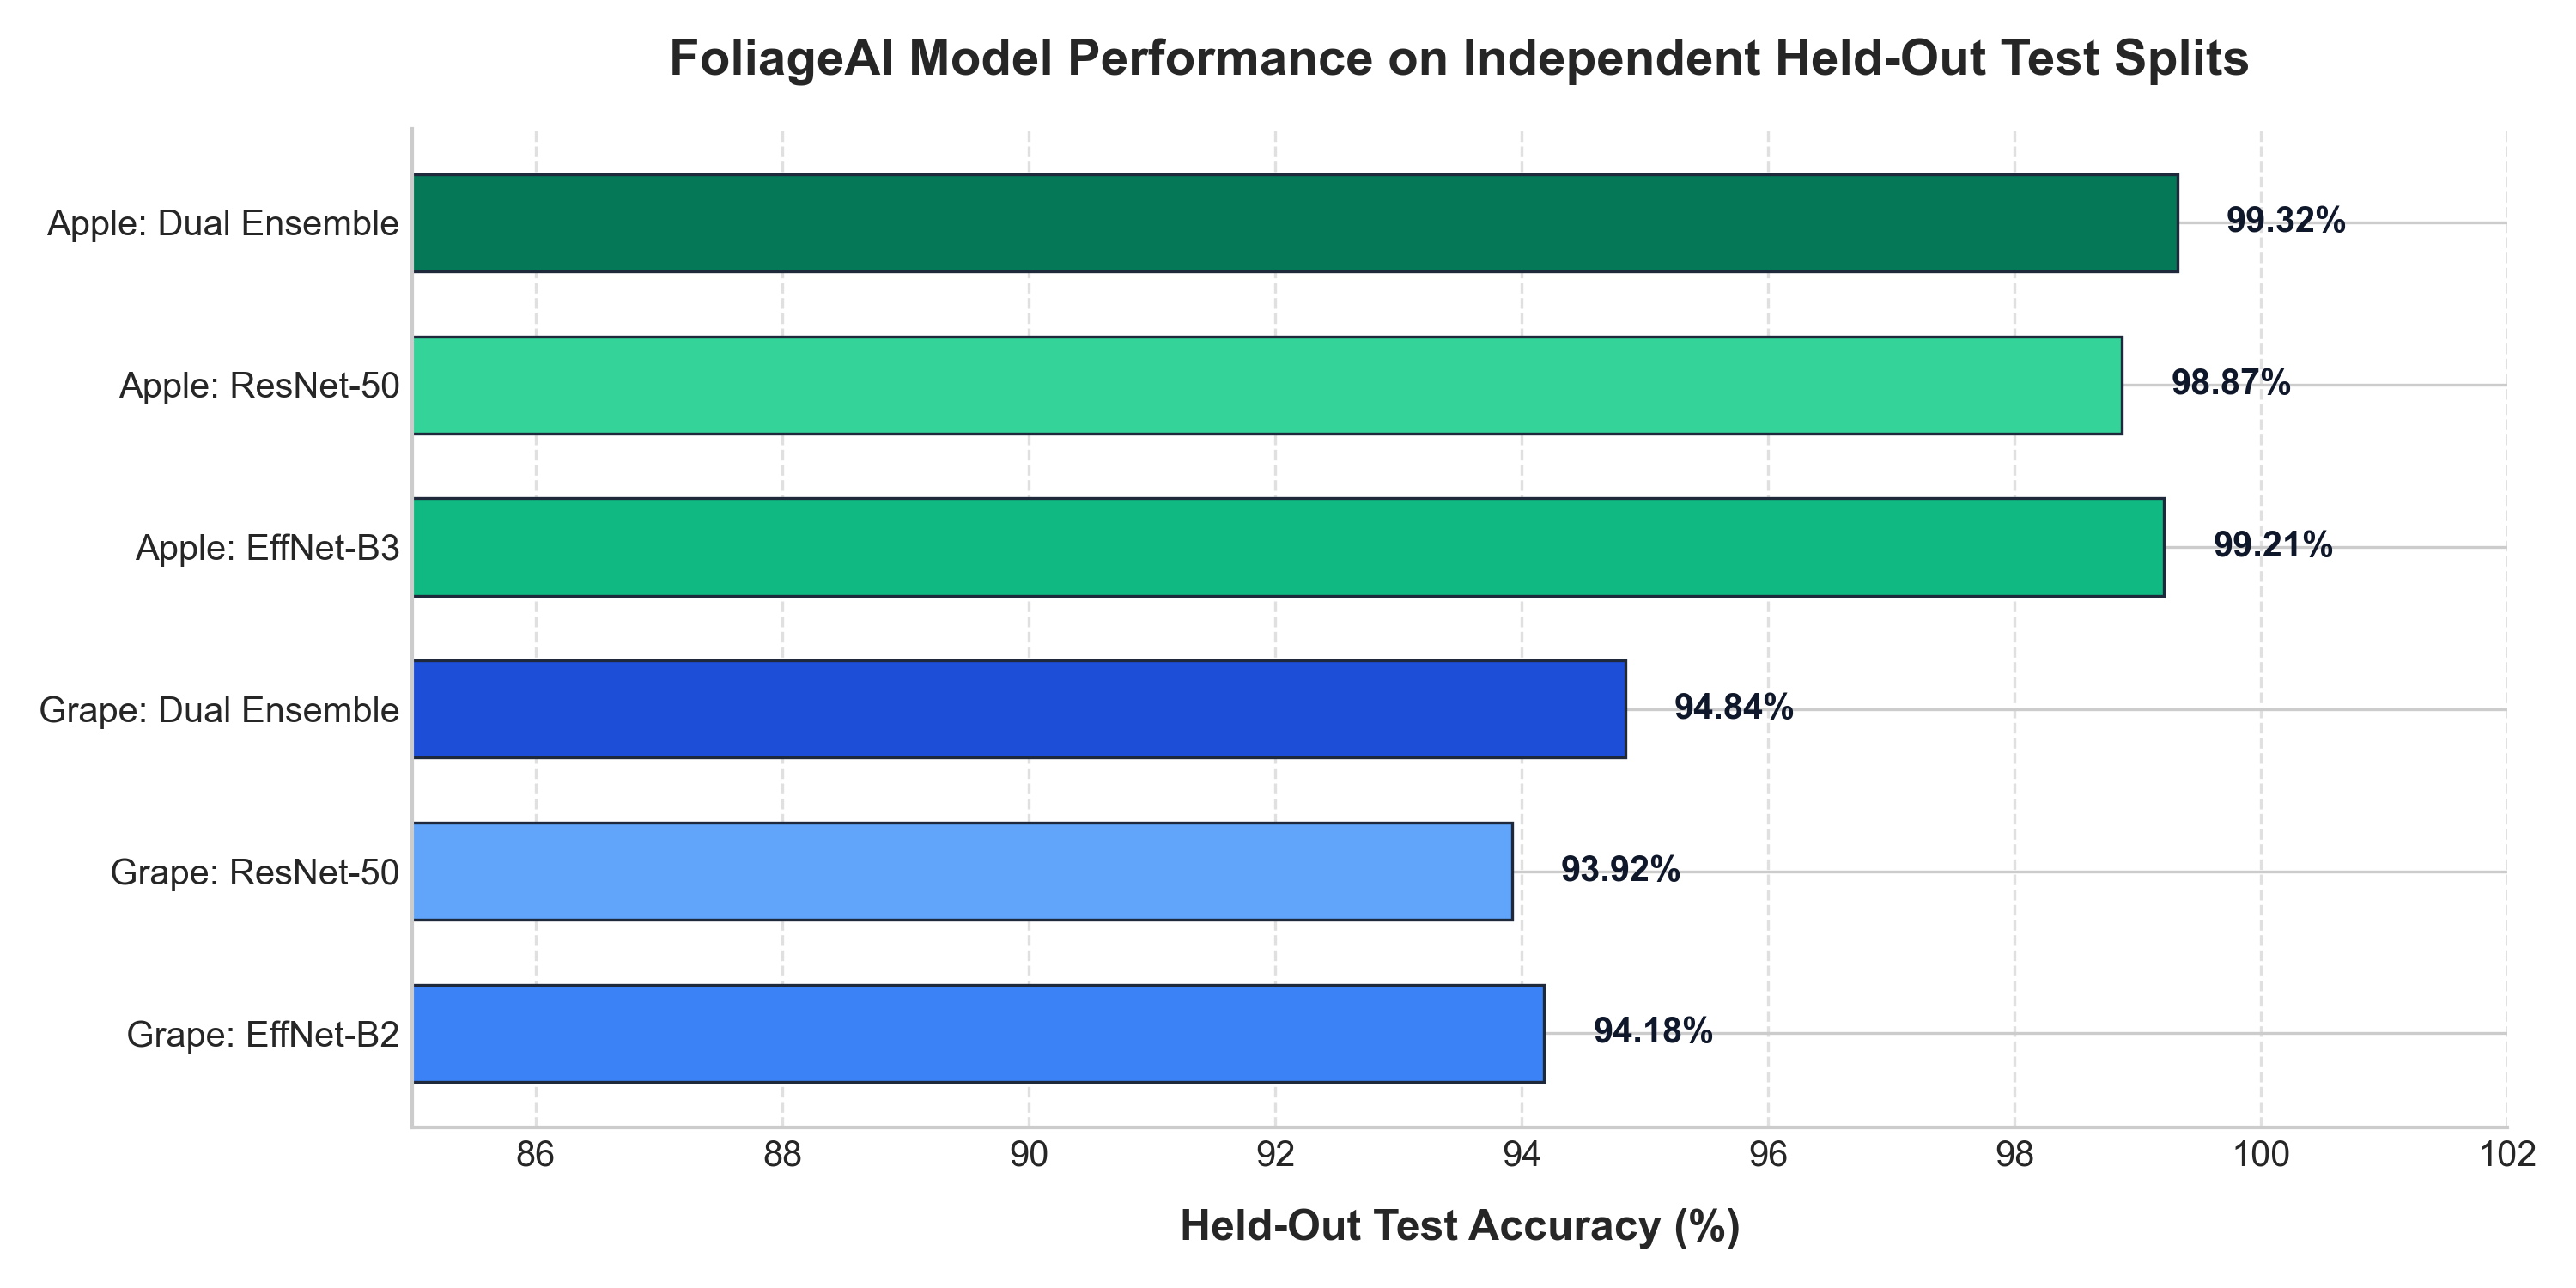 FoliageAI Model Performance on Independent Held-Out Test Splits
Apple: Dual Ensemble 99.32%
Apple: ResNet-50 98.87%
Apple: EffNet-B3 99.21%
Grape: Dual Ensemble 94.84%
Grape: ResNet-50 93.92%
Grape: EffNet-B2 94.18%
86 88 90 92 94 96 98 100 102
Held-Out Test Accuracy (%)